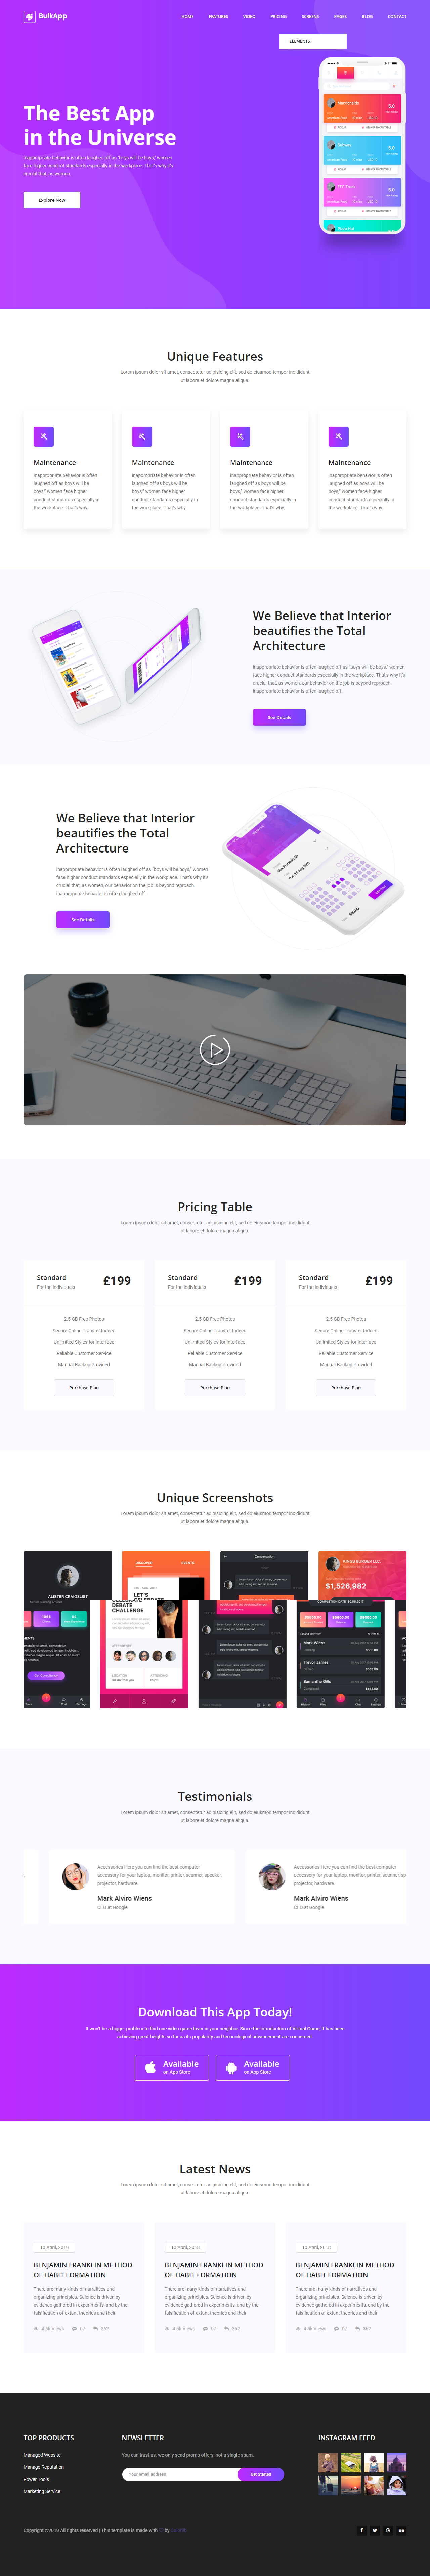 BulkApp
HOME FEATURES VIDEO PRICING SCREENS PAGES BLOG CONTACT
ELEMENTS
The Best App
in the Universe
inappropriate behavior is often laughed off as "boys will be boys," women
face higher conduct standards especially in the workplace. That's why it's
crucial that, as women.
Explore Now
Unique Features
Lorem ipsum dolor sit amet, consectetur adipisicing elit, sed do eiusmod tempor incididunt
ut labore et dolore magna aliqua.
Maintenance
inappropriate behavior is often
laughed off as boys will be
boys," women face higher
conduct standards especially in
the workplace. That's why.
Maintenance
inappropriate behavior is often
laughed off as boys will be
boys," women face higher
conduct standards especially in
the workplace. That's why.
Maintenance
inappropriate behavior is often
laughed off as boys will be
boys," women face higher
conduct standards especially in
the workplace. That's why.
Maintenance
inappropriate behavior is often
laughed off as boys will be
boys," women face higher
conduct standards especially in
the workplace. That's why.
We Believe that Interior
beautifies the Total
Architecture
inappropriate behavior is often laughed off as "boys will be boys," women
face higher conduct standards especially in the workplace. That's why it's
crucial that, as women, our behavior on the job is beyond reproach.
inappropriate behavior is often laughed off.
See Details
We Believe that Interior
beautifies the Total
Architecture
inappropriate behavior is often laughed off as "boys will be boys," women
face higher conduct standards especially in the workplace. That's why it's
crucial that, as women, our behavior on the job is beyond reproach.
inappropriate behavior is often laughed off.
See Details
Pricing Table
Lorem ipsum dolor sit amet, consectetur adipisicing elit, sed do eiusmod tempor incididunt
ut labore et dolore magna aliqua.
Standard
For the individuals
£199
2.5 GB Free Photos
Secure Online Transfer Indeed
Unlimited Styles for interface
Reliable Customer Service
Manual Backup Provided
Purchase Plan
Standard
For the individuals
£199
2.5 GB Free Photos
Secure Online Transfer Indeed
Unlimited Styles for interface
Reliable Customer Service
Manual Backup Provided
Purchase Plan
Standard
For the individuals
£199
2.5 GB Free Photos
Secure Online Transfer Indeed
Unlimited Styles for interface
Reliable Customer Service
Manual Backup Provided
Purchase Plan
Unique Screenshots
Lorem ipsum dolor sit amet, consectetur adipisicing elit, sed do eiusmod tempor incididunt
ut labore et dolore magna aliqua.
ALISTER CRAIGSLIST
DISCOVER EVENTS
LET'S
DEBATE
CHALLENGE
Conversation
$1,526,982
Mark Wiens
Trevor James
Samantha Gills
Testimonials
Lorem ipsum dolor sit amet, consectetur adipisicing elit, sed do eiusmod tempor incididunt
ut labore et dolore magna aliqua.
Accessories Here you can find the best computer
accessory for your laptop, monitor, printer, scanner, speaker,
projector, hardware.
Mark Alviro Wiens
CEO at Google
Accessories Here you can find the best computer
accessory for your laptop, monitor, printer, scanner, sp
projector, hardware.
Mark Alviro Wiens
CEO at Google
Download This App Today!
It won't be a bigger problem to find one video game lover in your neighbor. Since the introduction of Virtual Game, it has been
achieving great heights so far as its popularity and technological advancement are concerned.
Available
on App Store
Available
on App Store
Latest News
Lorem ipsum dolor sit amet, consectetur adipisicing elit, sed do eiusmod tempor incididunt
ut labore et dolore magna aliqua.
10 April, 2018
BENJAMIN FRANKLIN METHOD
OF HABIT FORMATION
There are many kinds of narratives and
organizing principles. Science is driven by
evidence gathered in experiments, and by the
falsification of extant theories and their
4.5k Views 07 362
10 April, 2018
BENJAMIN FRANKLIN METHOD
OF HABIT FORMATION
There are many kinds of narratives and
organizing principles. Science is driven by
evidence gathered in experiments, and by the
falsification of extant theories and their
4.5k Views 07 362
10 April, 2018
BENJAMIN FRANKLIN METHOD
OF HABIT FORMATION
There are many kinds of narratives and
organizing principles. Science is driven by
evidence gathered in experiments, and by the
falsification of extant theories and their
4.5k Views 07 362
TOP PRODUCTS
Managed Website
Manage Reputation
Power Tools
Marketing Service
NEWSLETTER
You can trust us. we only send promo offers, not a single spam.
Your email address
Get Started
INSTAGRAM FEED
Copyright ©2019 All rights reserved | This template is made with by Colorlib